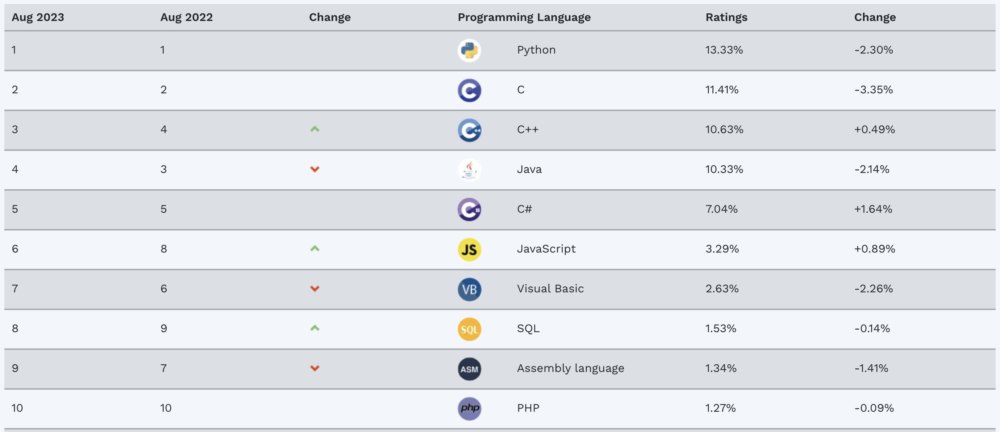 Aug 2023 Aug 2022 Change Programming Language Ratings Change
1 1 Python 13.33% -2.30%
C 2 2 C 11.41% -3.35%
C++ 3 4 C++ 10.63% +0.49%
4 3 Java 10.33% -2.14%
5 5 C# C# 7.04% +1.64%
6 8 JS JavaScript 3.29% +0.89%
7 6 VB Visual Basic 2.63% -2.26%
8 9 SQL SQL 1.53% -0.14%
9 7 ASM Assembly language 1.34% -1.41%
10 10 php PHP 1.27% -0.09%